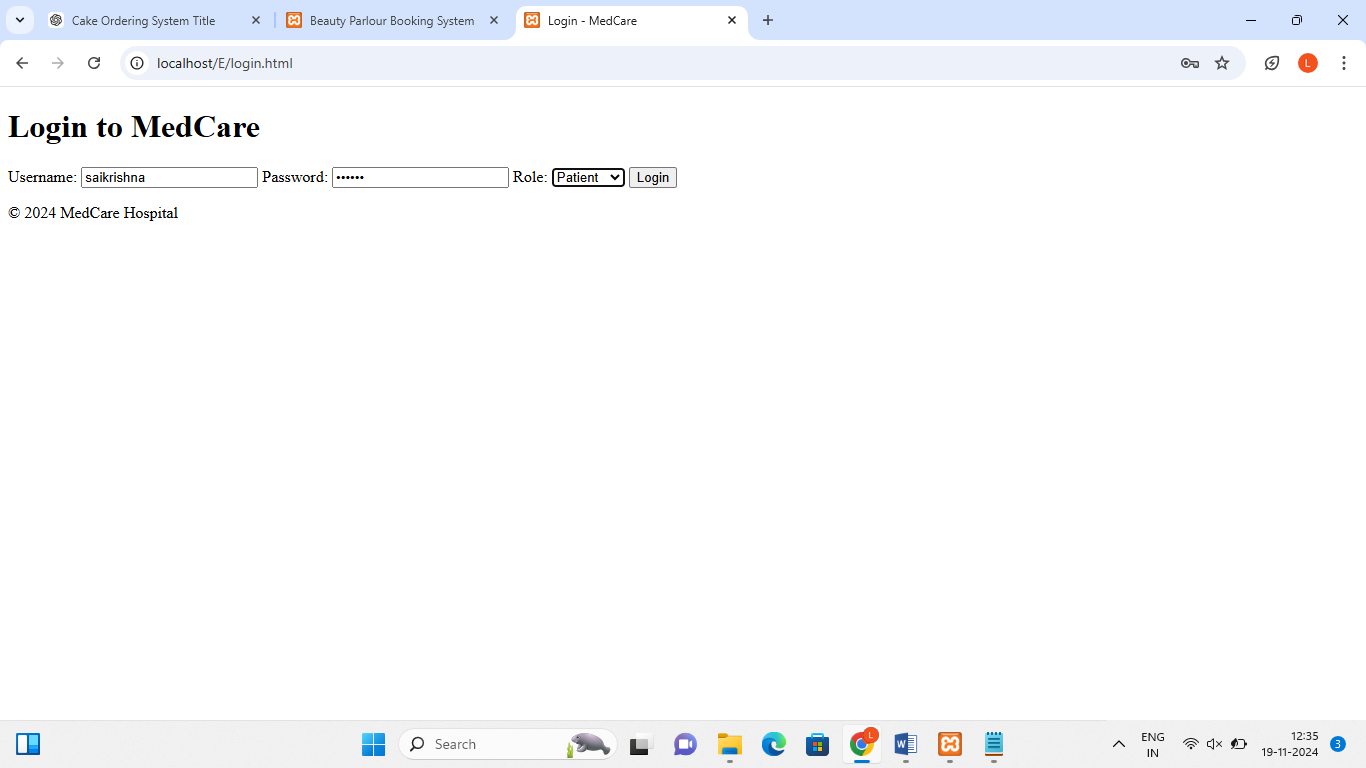 Cake Ordering System Title
Beauty Parlour Booking System
Login - MedCare
localhost/E/login.html
L
Login to MedCare
Username: saikrishna Password: •••••• Role: Patient Login
© 2024 MedCare Hospital
Search
L
W
ENG
IN
12:35
19-11-2024
3